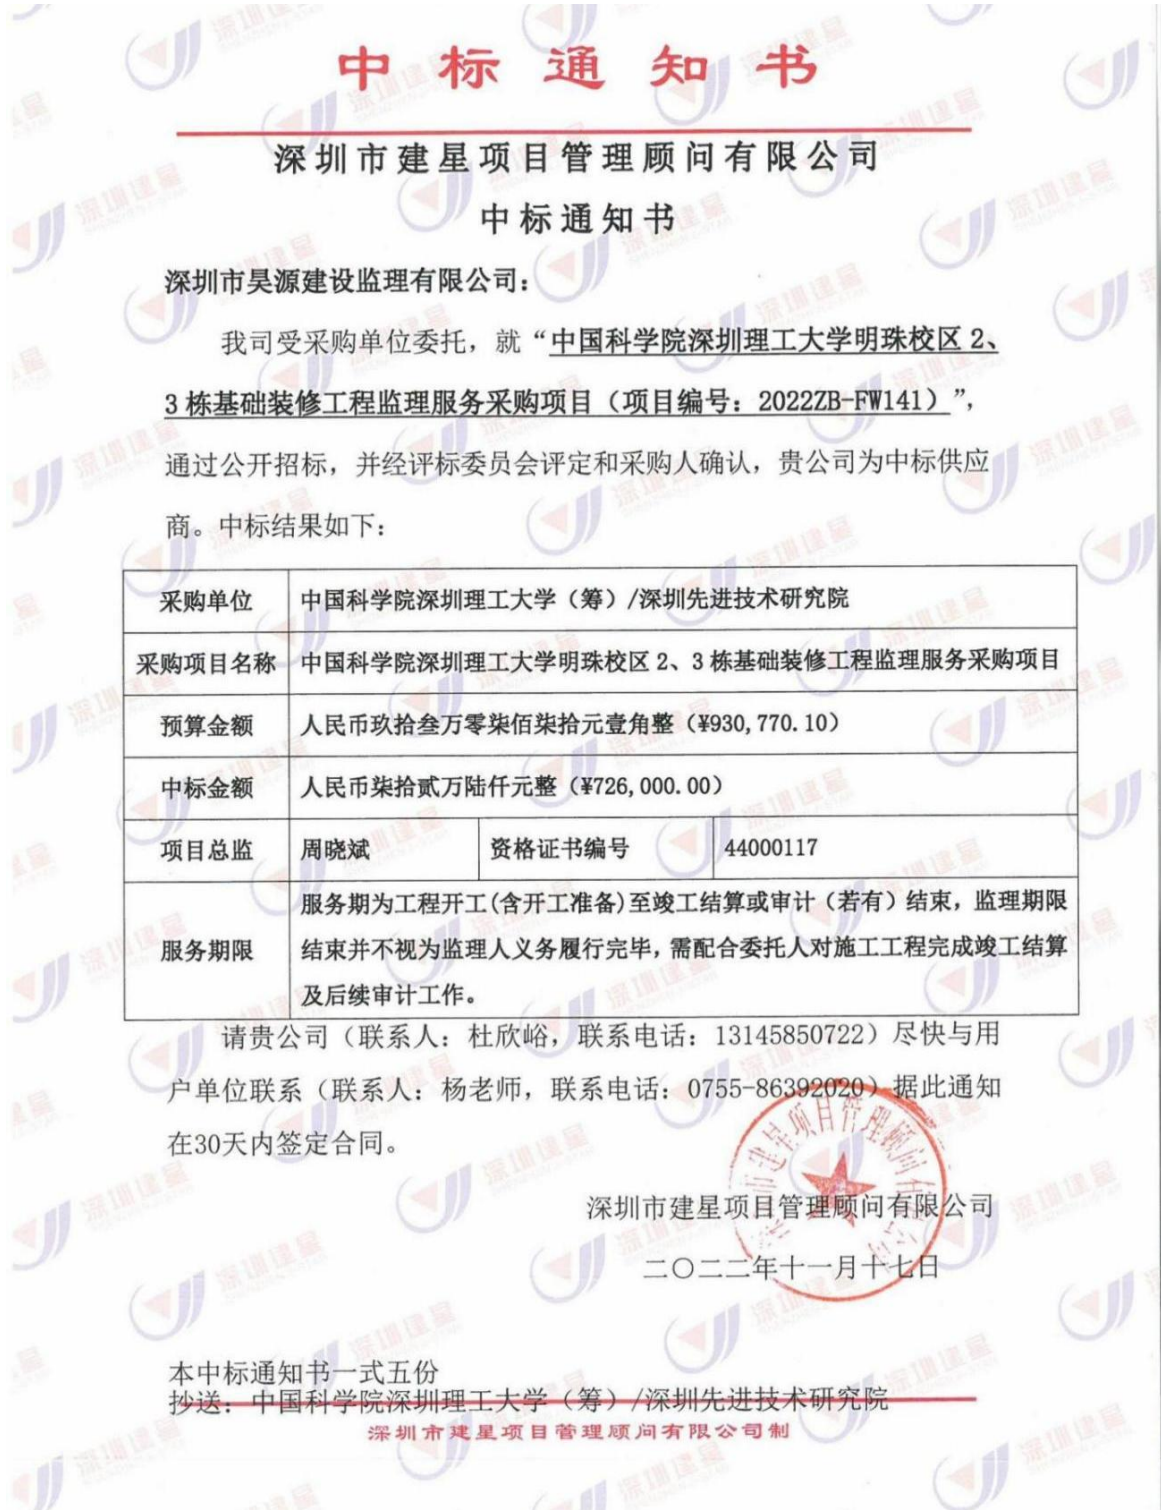 中标通知书
深圳市建星项目管理顾问有限公司
中标通知书
深圳市昊源建设监理有限公司：
我司受采购单位委托，就“中国科学院深圳理工大学明珠校区 2、
3 栋基础装修工程监理服务采购项目（项目编号：2022ZB-FW141）”，
通过公开招标，并经评标委员会评定和采购人确认，贵公司为中标供应
商。中标结果如下：
采购单位 中国科学院深圳理工大学（筹）/深圳先进技术研究院
采购项目名称 中国科学院深圳理工大学明珠校区 2、3 栋基础装修工程监理服务采购项目
预算金额 人民币玖拾叁万零柒佰柒拾元壹角整（¥930,770.10）
中标金额 人民币柒拾贰万陆仟元整（¥726,000.00）
项目总监 周晓斌 资格证书编号 44000117
服务期为工程开工(含开工准备)至竣工结算或审计（若有）结束，监理期限
服务期限 结束并不视为监理人义务履行完毕，需配合委托人对施工工程完成竣工结算
及后续审计工作。
请贵公司（联系人：杜欣峪，联系电话：13145850722）尽快与用
户单位联系（联系人：杨老师，联系电话：0755-86392020）据此通知
在30天内签定合同。
深圳市建星项目管理顾问有限公司
二〇二二年十一月十七日
本中标通知书一式五份
抄送：中国科学院深圳理工大学（筹）/深圳先进技术研究院
深圳市建星项目管理顾问有限公司制